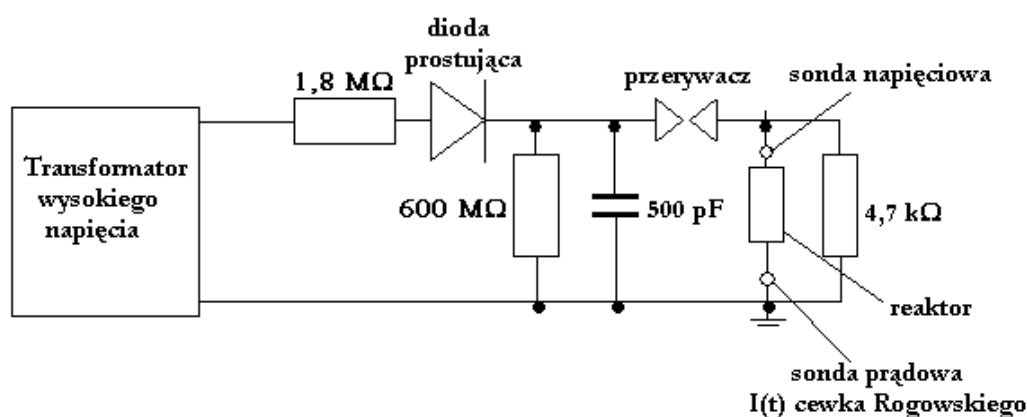 dioda
prostująca
1,8 MΩ
przerywacz
sonda napięciowa
Transformator
wysokiego
napięcia
600 MΩ
500 pF
4,7 kΩ
reaktor
sonda prądowa
I(t) cewka Rogowskiego